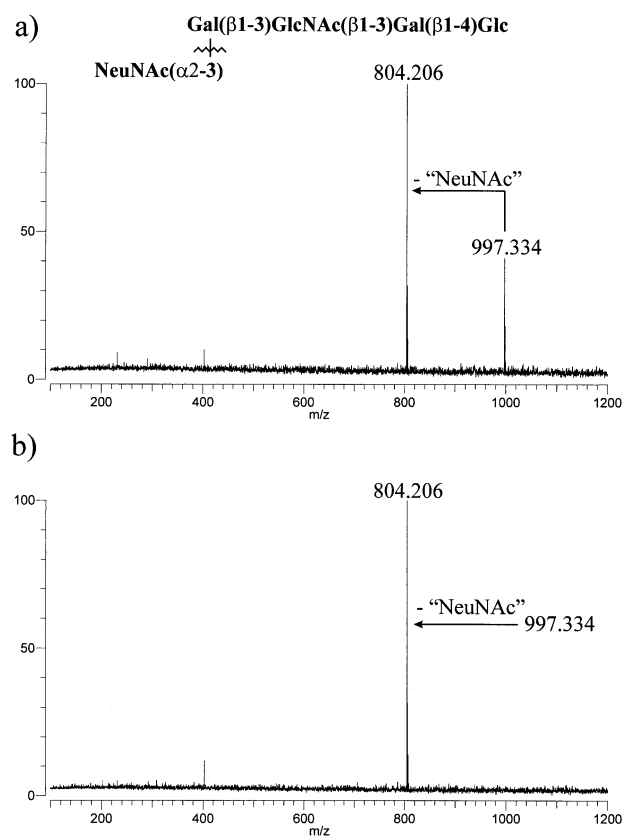 a)
Gal(β1-3)GlcNAc(β1-3)Gal(β1-4)Glc
NeuNAc(α2-3)
804.206
100
- “NeuNAc”
50
997.334
0
200 400 600 800 1000 1200
m/z
b)
804.206
100
- “NeuNAc”
997.334
50
0
200 400 600 800 1000 1200
m/z